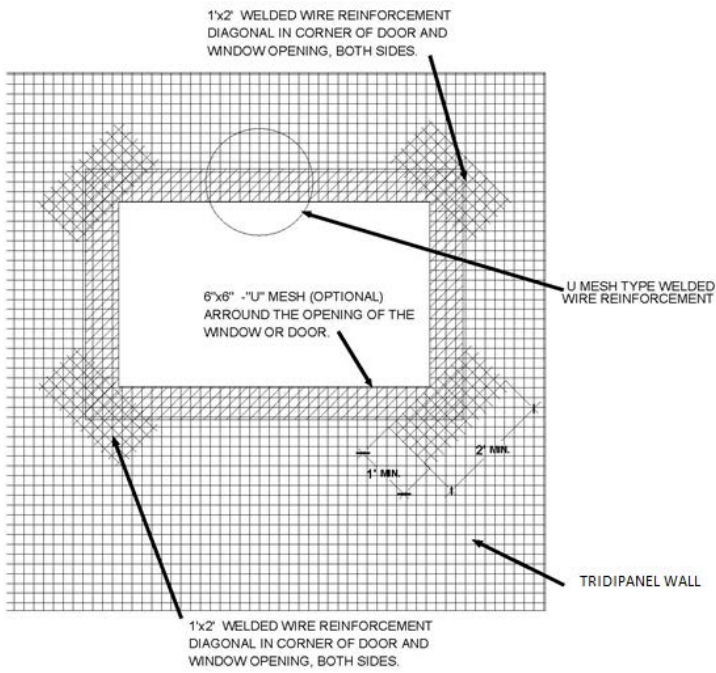 1'x2' WELDED WIRE REINFORCEMENT
DIAGONAL IN CORNER OF DOOR AND
WINDOW OPENING, BOTH SIDES.
U MESH TYPE WELDED
WIRE REINFORCEMENT
6"x6" -"U" MESH (OPTIONAL)
ARROUND THE OPENING OF THE
WINDOW OR DOOR.
2' MIN.
1' MIN.
TRIDIPANEL WALL
1'x2' WELDED WIRE REINFORCEMENT
DIAGONAL IN CORNER OF DOOR AND
WINDOW OPENING, BOTH SIDES.